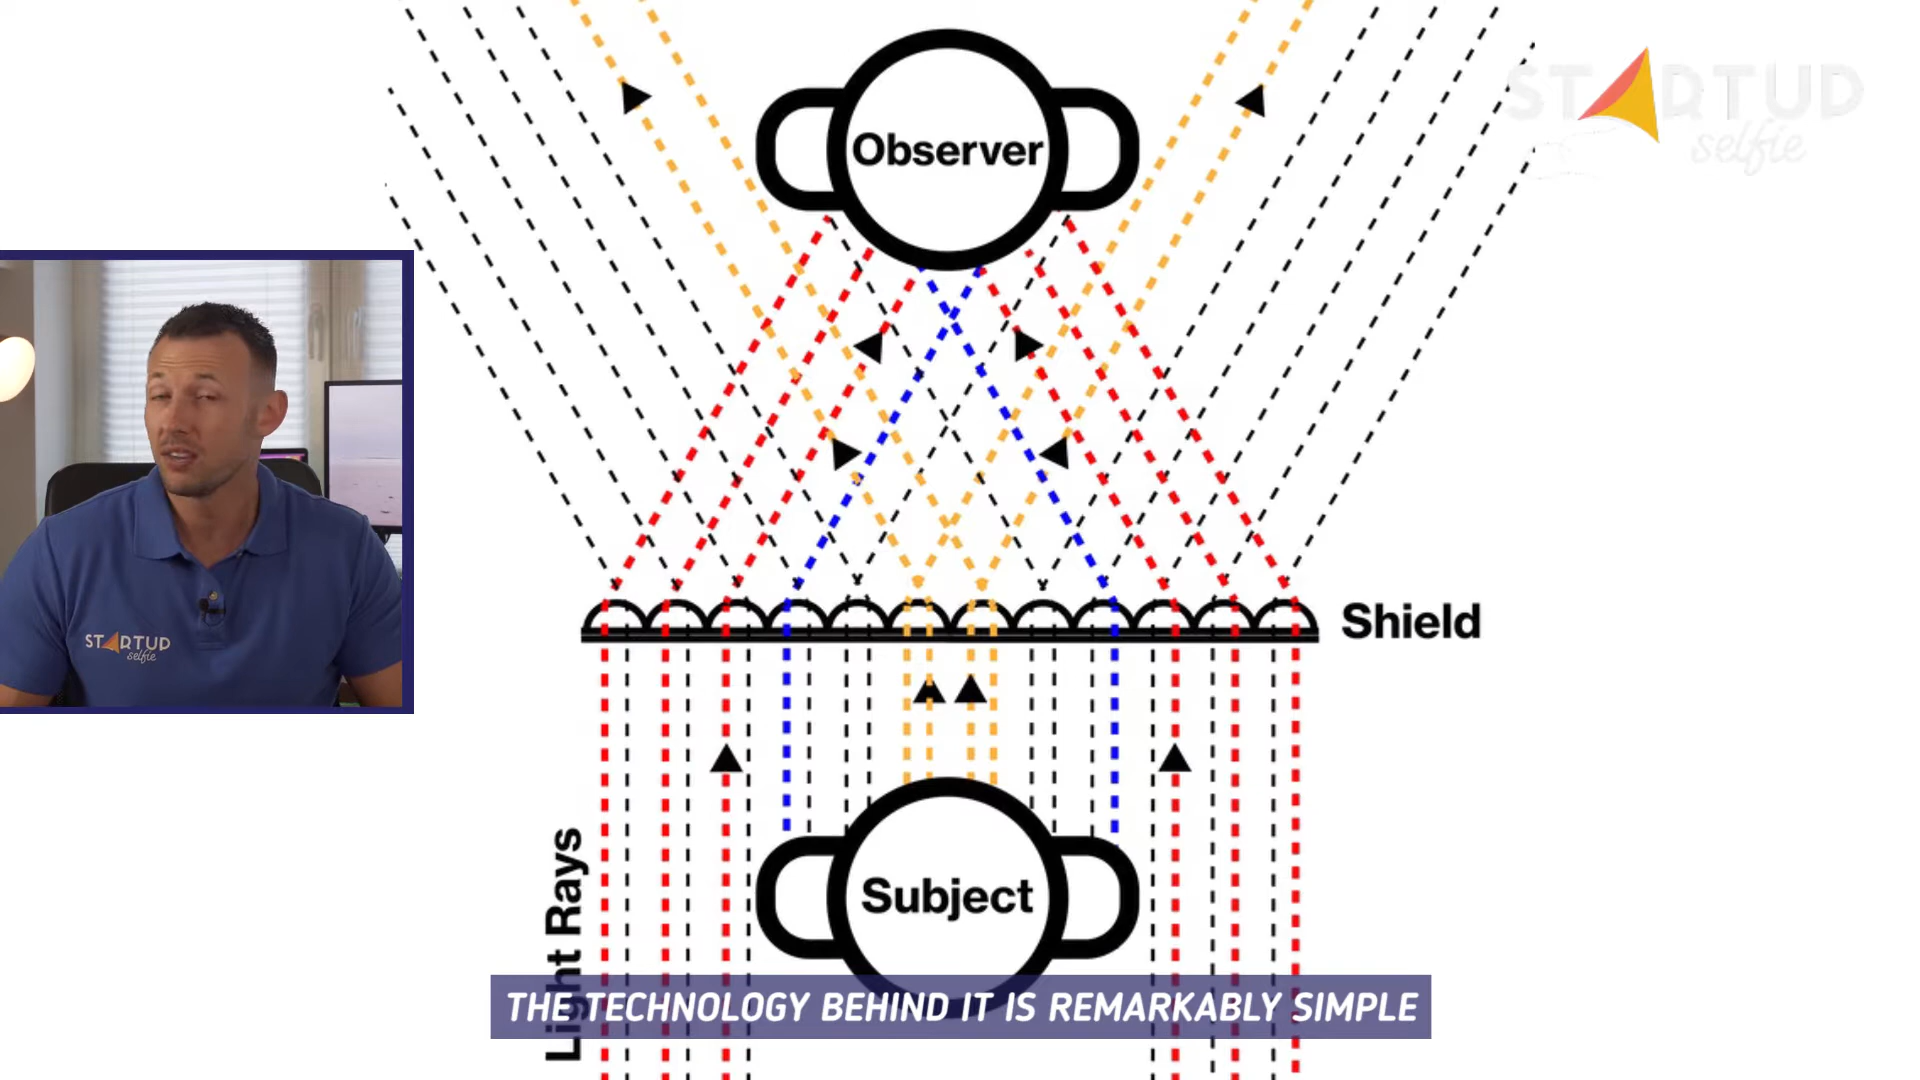 Observer
STARTUD
selfie
Shield
STARTUD
selfie
Light Rays
Subject
THE TECHNOLOGY BEHIND IT IS REMARKABLY SIMPLE